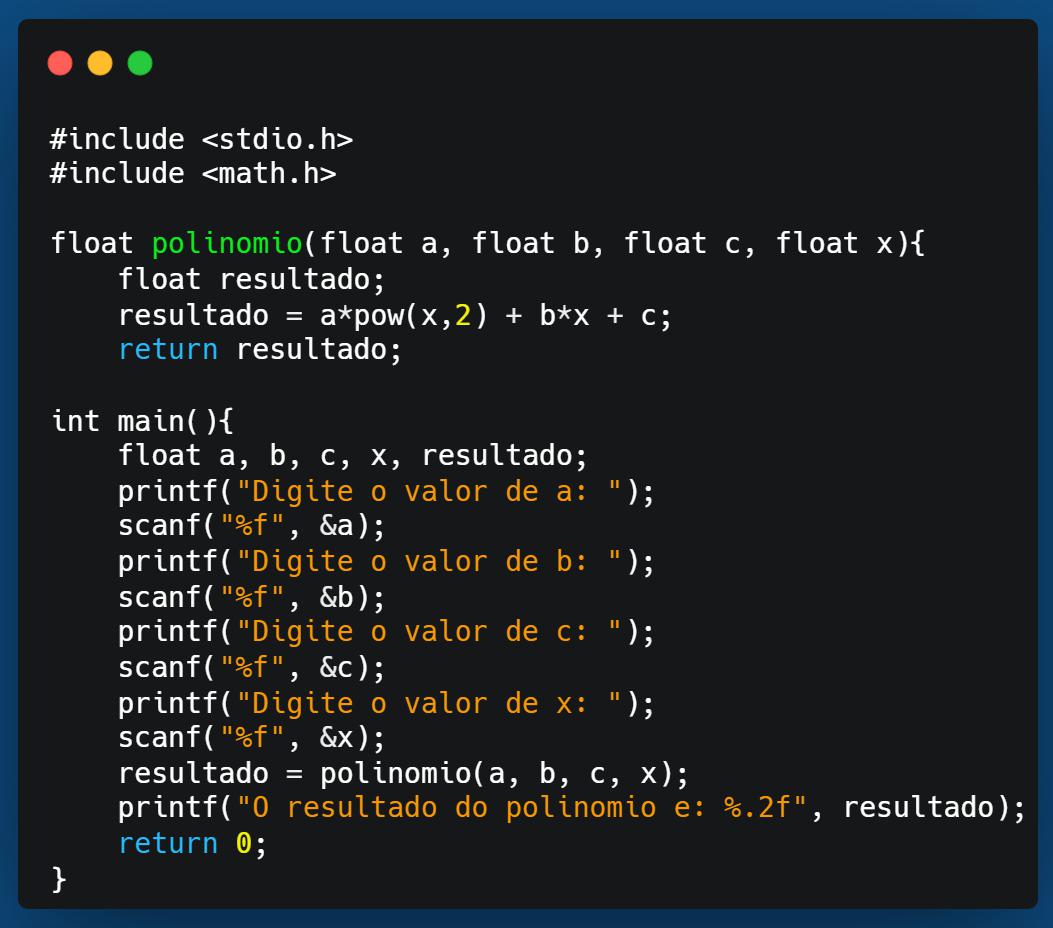 #include <stdio.h>
#include <math.h>

float polinomio(float a, float b, float c, float x){
    float resultado;
    resultado = a*pow(x,2) + b*x + c;
    return resultado;

int main(){
    float a, b, c, x, resultado;
    printf("Digite o valor de a: ");
    scanf("%f", &a);
    printf("Digite o valor de b: ");
    scanf("%f", &b);
    printf("Digite o valor de c: ");
    scanf("%f", &c);
    printf("Digite o valor de x: ");
    scanf("%f", &x);
    resultado = polinomio(a, b, c, x);
    printf("O resultado do polinomio e: %.2f", resultado);
    return 0;
}